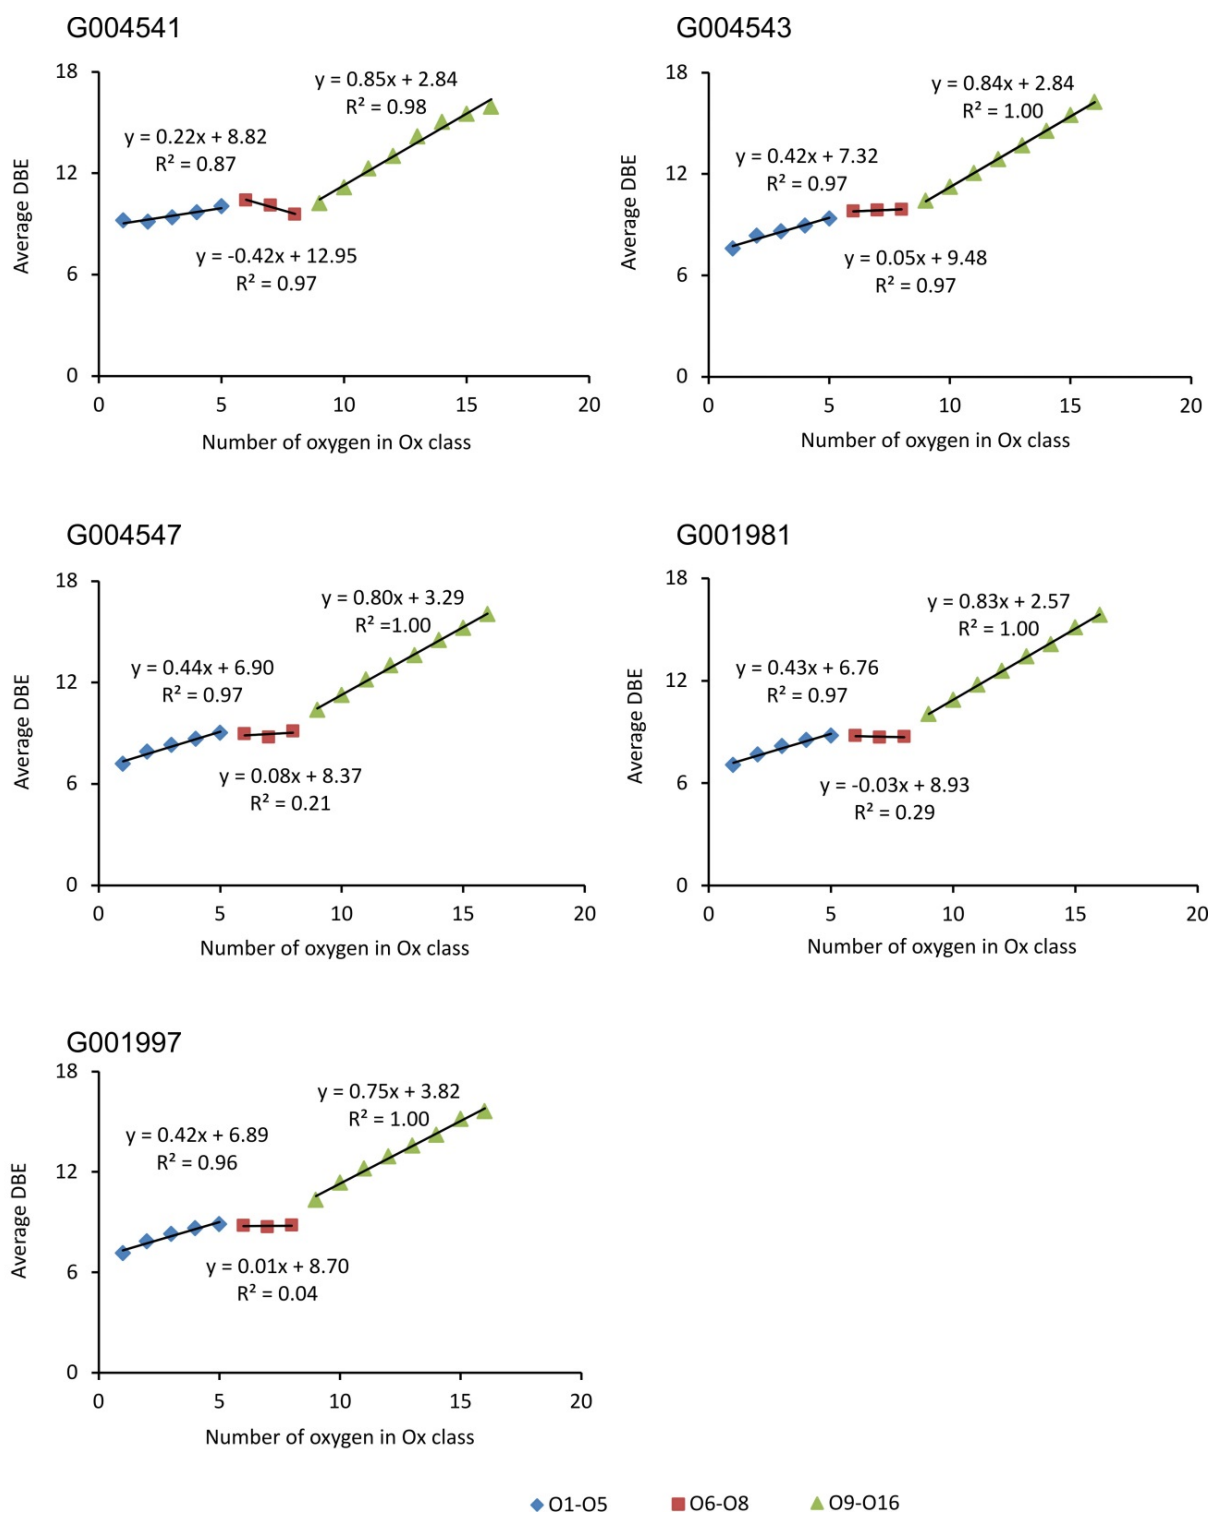 G004541
y = 0.85x + 2.84
R² = 0.98
y = 0.22x + 8.82
R² = 0.87
y = -0.42x + 12.95
R² = 0.97
Average DBE
18
12
6
0
0 5 10 15 20
Number of oxygen in Ox class
G004543
y = 0.84x + 2.84
R² = 1.00
y = 0.42x + 7.32
R² = 0.97
y = 0.05x + 9.48
R² = 0.97
Average DBE
18
12
6
0
0 5 10 15 20
Number of oxygen in Ox class
G004547
y = 0.80x + 3.29
R² =1.00
y = 0.44x + 6.90
R² = 0.97
y = 0.08x + 8.37
R² = 0.21
Average DBE
18
12
6
0
0 5 10 15 20
Number of oxygen in Ox class
G001981
y = 0.83x + 2.57
R² = 1.00
y = 0.43x + 6.76
R² = 0.97
y = -0.03x + 8.93
R² = 0.29
Average DBE
18
12
6
0
0 5 10 15 20
Number of oxygen in Ox class
G001997
y = 0.75x + 3.82
R² = 1.00
y = 0.42x + 6.89
R² = 0.96
y = 0.01x + 8.70
R² = 0.04
Average DBE
18
12
6
0
0 5 10 15 20
Number of oxygen in Ox class
O1-O5 O6-O8 O9-O16